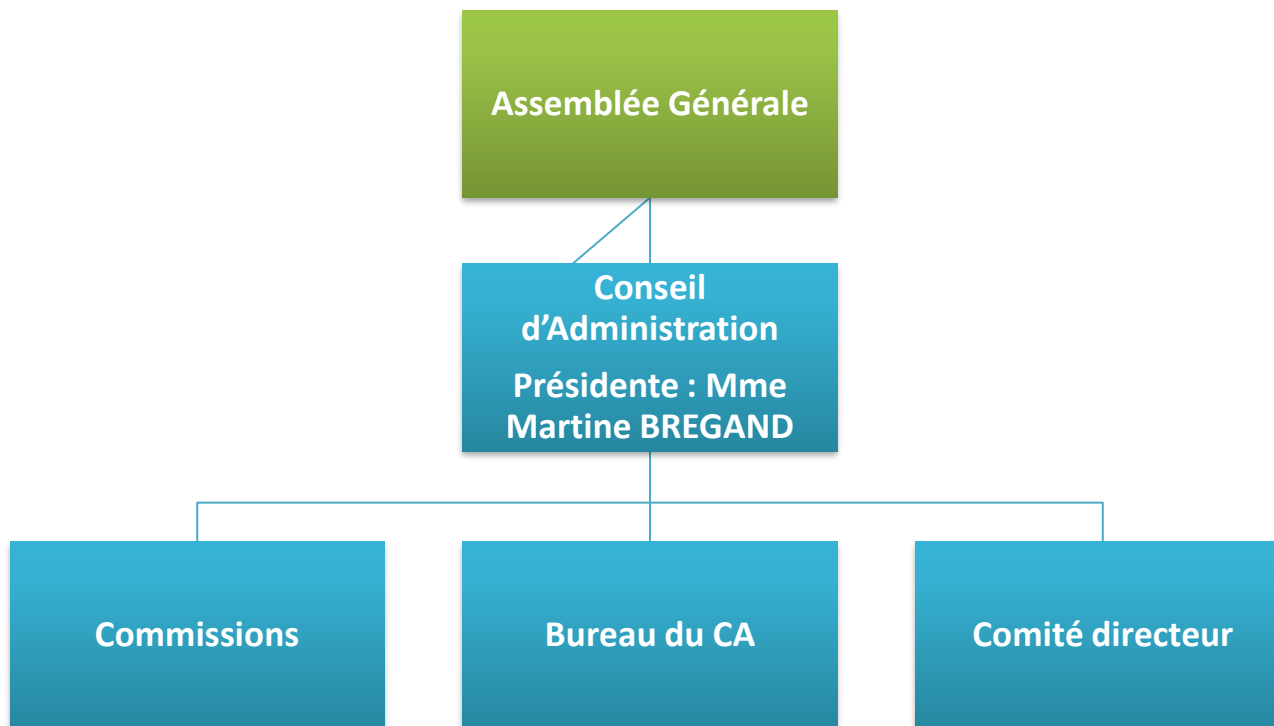 Assemblée Générale
Conseil
d’Administration
Présidente : Mme
Martine BREGAND
Commissions
Bureau du CA
Comité directeur